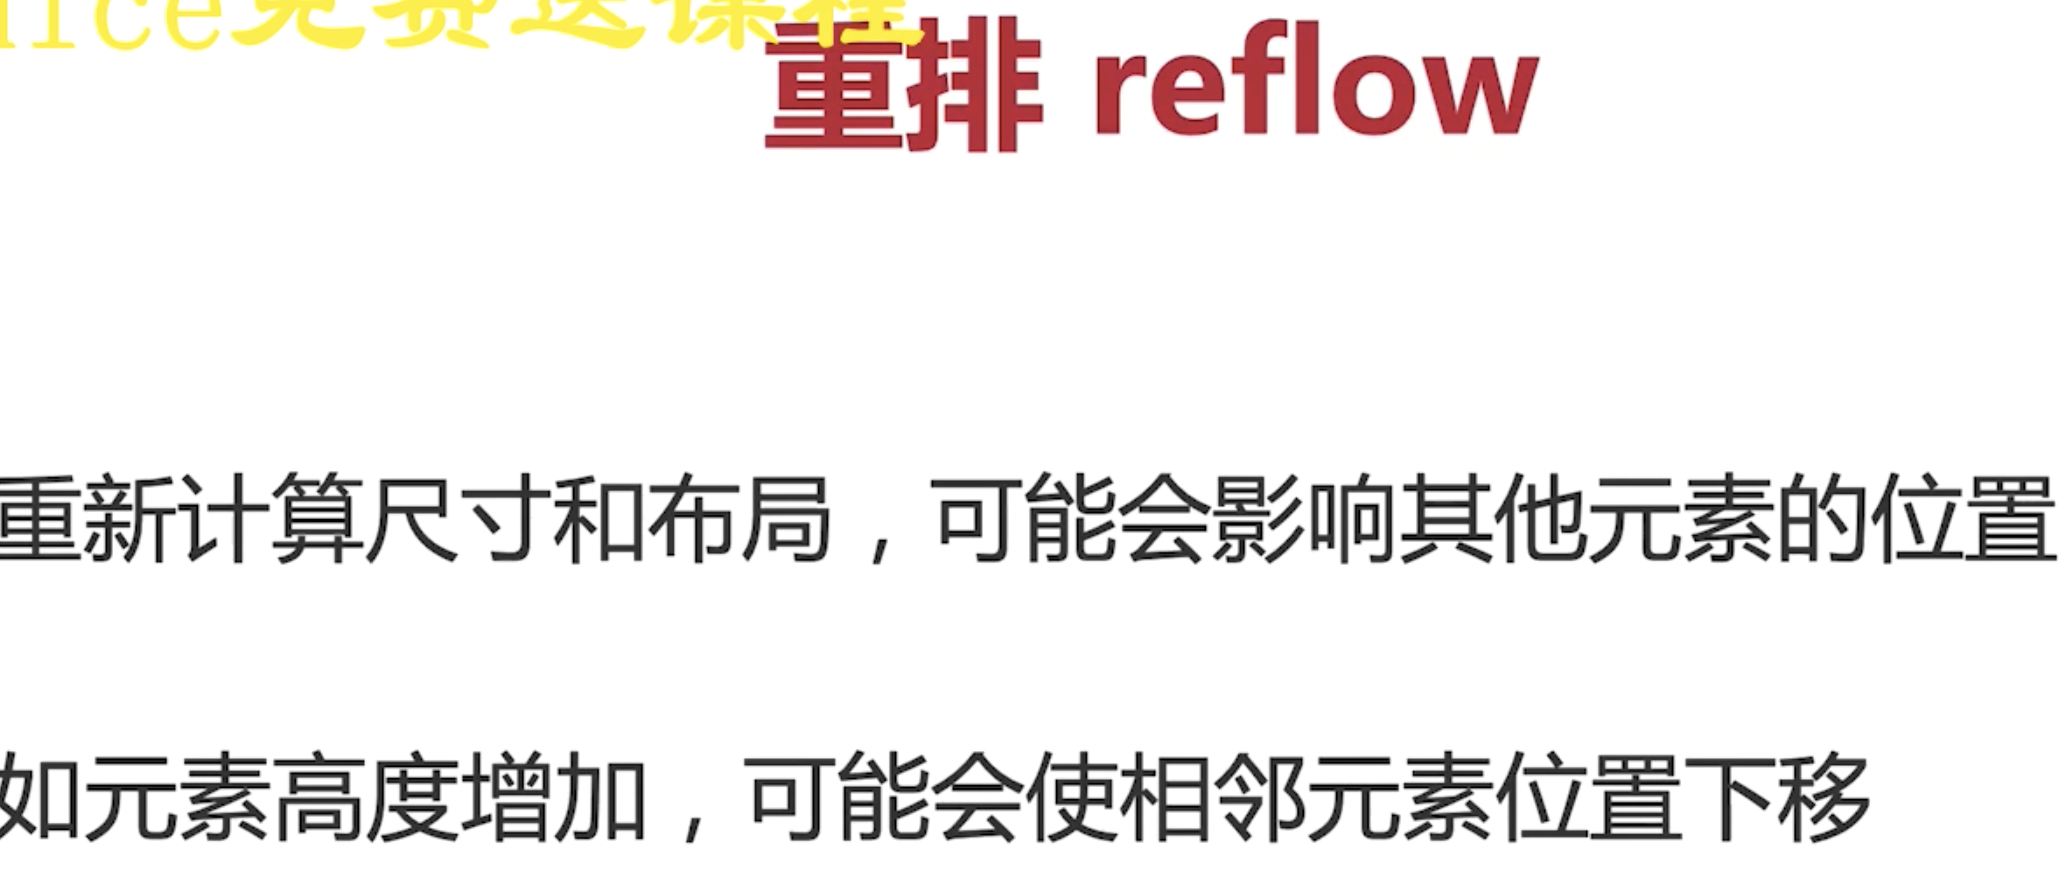 ice免费送课程
重排 reflow
重新计算尺寸和布局，可能会影响其他元素的位置
如元素高度增加，可能会使相邻元素位置下移